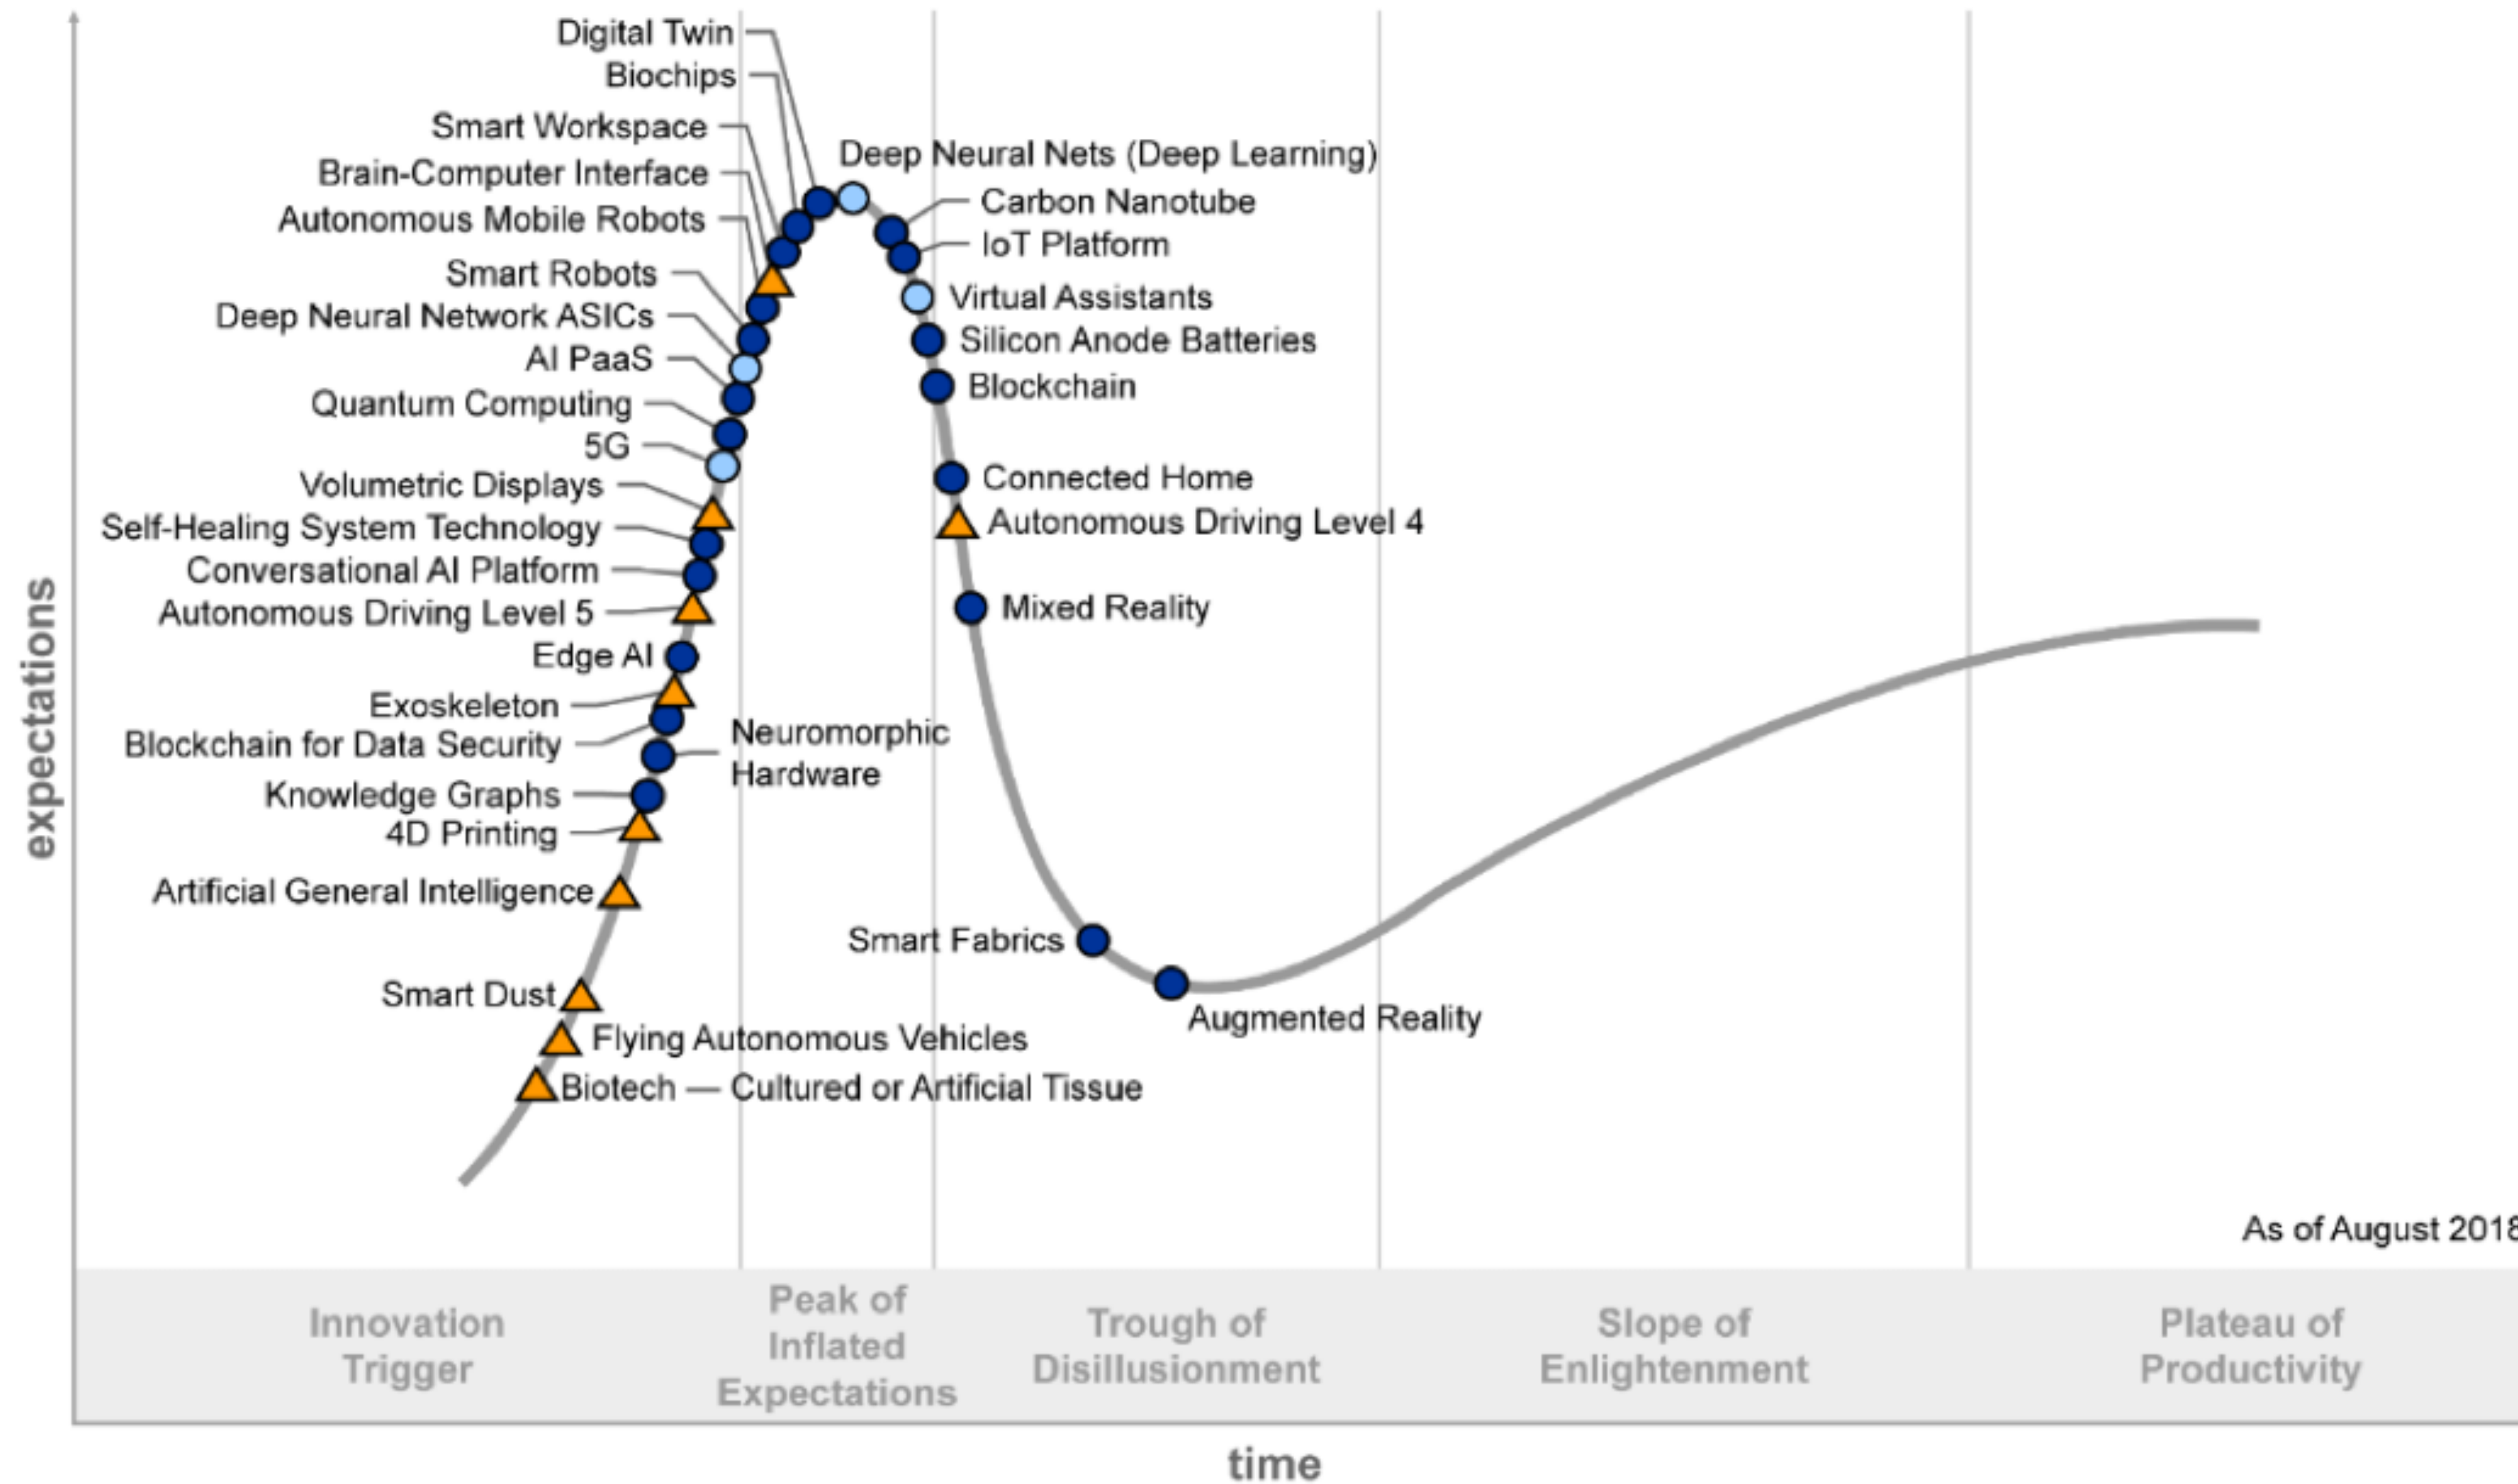 Digital Twin
Biochips
Smart Workspace
Brain-Computer Interface
Autonomous Mobile Robots
Smart Robots
Deep Neural Network ASICs
AI PaaS
Quantum Computing
5G
Volumetric Displays
Self-Healing System Technology
Conversational AI Platform
Autonomous Driving Level 5
Edge AI
Exoskeleton
Blockchain for Data Security
Neuromorphic
Hardware
Knowledge Graphs
4D Printing
Artificial General Intelligence
Smart Dust
Flying Autonomous Vehicles
Biotech — Cultured or Artificial Tissue
Deep Neural Nets (Deep Learning)
Carbon Nanotube
IoT Platform
Virtual Assistants
Silicon Anode Batteries
Blockchain
Connected Home
Autonomous Driving Level 4
Mixed Reality
Smart Fabrics
Augmented Reality
expectations
As of August 2018
Innovation
Trigger
Peak of
Inflated
Expectations
Trough of
Disillusionment
Slope of
Enlightenment
Plateau of
Productivity
time